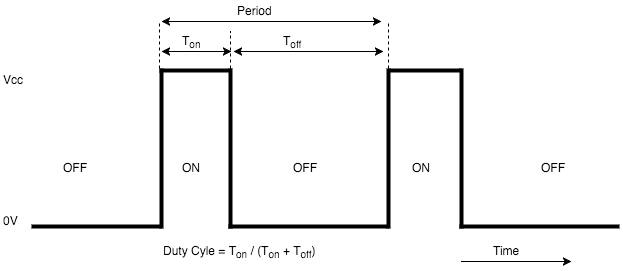 Period
Ton Toff
Vcc
OFF ON OFF ON OFF
0V
Duty Cyle = Ton / (Ton + Toff)
Time